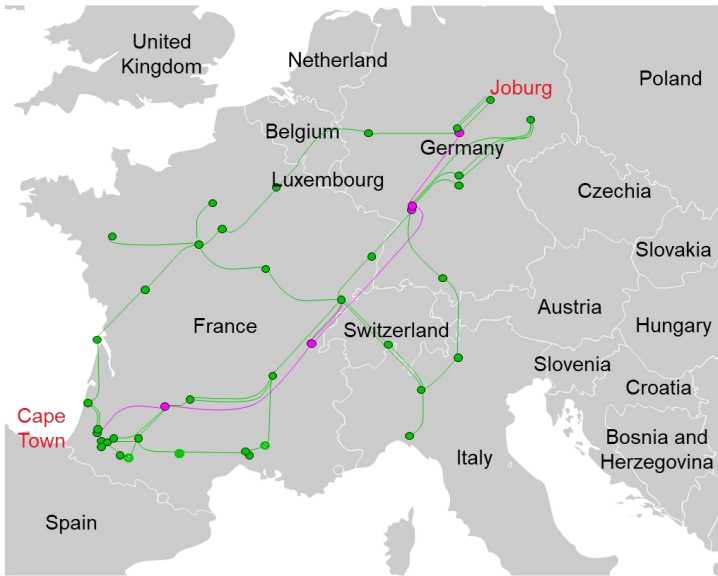 United
Kingdom
Netherland
Joburg
Poland
Belgium
Germany
Luxembourg
Czechia
Slovakia
Austria
France
Switzerland
Hungary
Slovenia
Croatia
Cape
Town
Bosnia and
Herzegovina
Italy
Spain